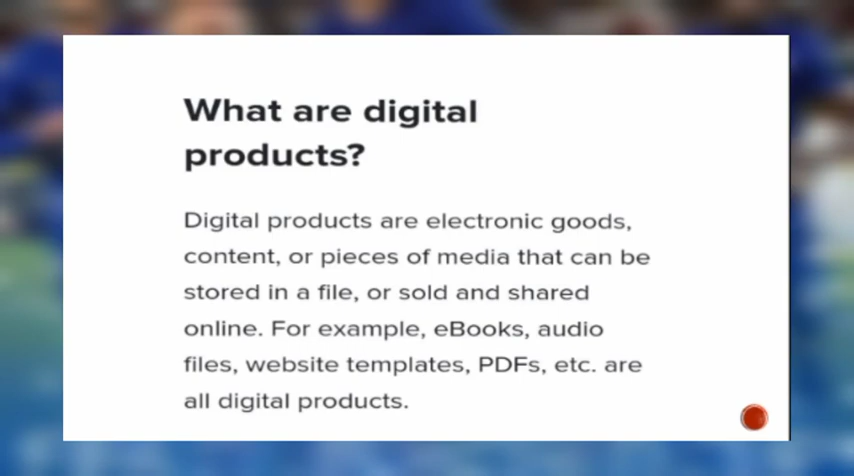 What are digital
products?
Digital products are electronic goods,
content, or pieces of media that can be
stored in a file, or sold and shared
online. For example, eBooks, audio
files, website templates, PDFs, etc. are
all digital products.